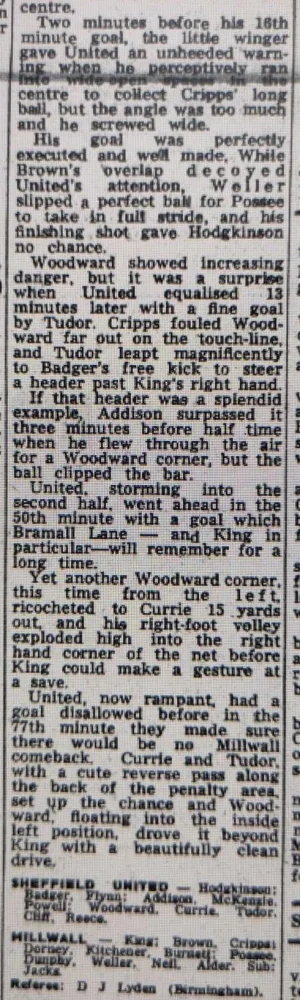 centre.
Two minutes before his 16th
minute goal, the little winger
gave United an unheeded warn-
ing when he perceptively ran
into wide-open space in the
centre to collect Cripps' long
ball, but the angle was too much
and he screwed wide.
His goal was perfectly
executed and well made. While
Brown's overlap decoyed
United's attention, Weller
slipped a perfect ball for Possee
to take in full stride, and his
finishing shot gave Hodgkinson
no chance.
Woodward showed increasing
danger, but it was a surprise
when United equalised 13
minutes later with a fine goal
by Tudor. Cripps fouled Wood-
ward far out on the touch-line,
and Tudor leapt magnificently
to Badger's free kick to steer
a header past King's right hand.
If that header was a splendid
example, Addison surpassed it
three minutes before half time
when he flew through the air
for a Woodward corner, but the
ball clipped the bar.
United, storming into the
second half, went ahead in the
50th minute with a goal which
Bramall Lane — and King in
particular—will remember for a
long time.
Yet another Woodward corner,
this time from the left,
ricocheted to Currie 15 yards
out, and his right-foot volley
exploded high into the right
hand corner of the net before
King could make a gesture at
a save.
United, now rampant, had a
goal disallowed before in the
77th minute they made sure
there would be no Millwall
comeback. Currie and Tudor,
with a cute reverse pass along
the back of the penalty area,
set up the chance and Wood-
ward, floating into the inside
left position, drove it beyond
King with a beautifully clean
drive.
SHEFFIELD UNITED — Hodgkinson;
Badger, Flynn; Addison, McKenzie,
Powell; Woodward, Currie, Tudor,
Cliff, Reece.
MILLWALL — King; Brown, Cripps;
Dorney, Kitchener, Burnett; Possee,
Dunphy, Weller, Neil, Alder. Sub:
Jacks.
Referee: D J Lyden (Birmingham).